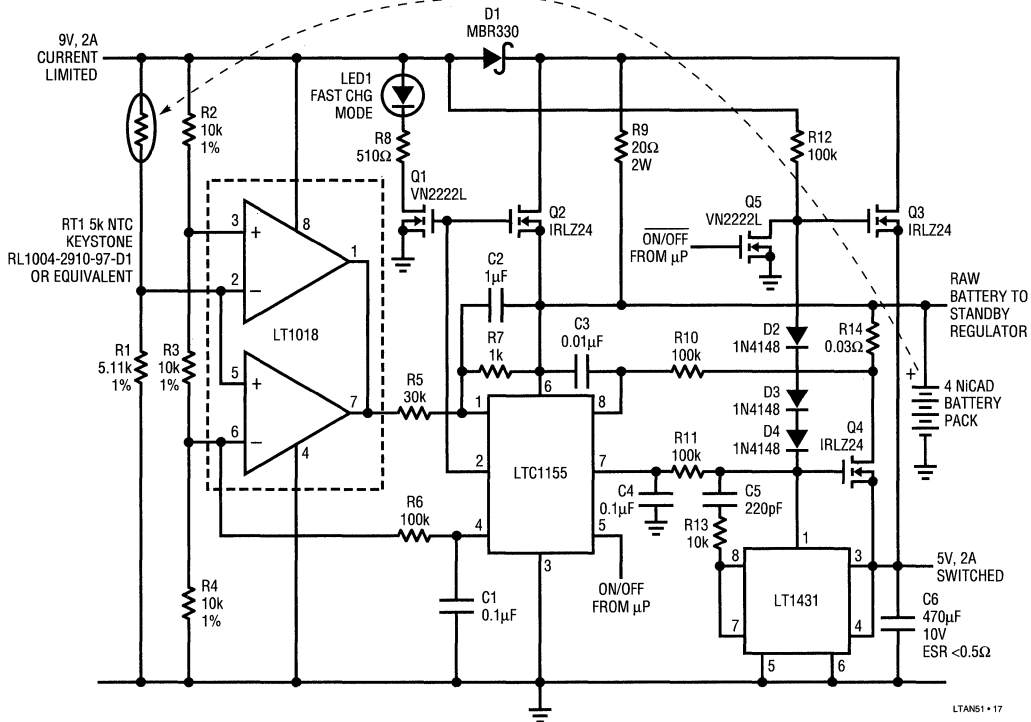 D1
MBR330
9V, 2A
CURRENT
LIMITED
LED1
FAST CHG
MODE
R2
10k
1%
R8
510Ω
R9
20Ω
2W
R12
100k
Q1
VN2222L
Q2
IRLZ24
Q5
VN2222L
Q3
IRLZ24
ON/OFF
FROM µP
RT1 5k NTC
KEYSTONE
RL1004-2910-97-D1
OR EQUIVALENT
3
+
8
1
2
–
LT1018
C2
1µF
RAW
BATTERY TO
STANDBY
REGULATOR
R1
5.11k
1%
R3
10k
1%
R7
1k
C3
0.01µF
R10
100k
D2
1N4148
R14
0.03Ω
5
+
7
6
–
4
R5
30k
D3
1N4148
D4
1N4148
+
4 NiCAD
BATTERY
PACK
Q4
IRLZ24
1
6
8
2
LTC1155
7
4
5
3
R11
100k
C4
0.1µF
C5
220pF
R13
10k
R6
100k
ON/OFF
FROM µP
1
8
3
LT1431
7
4
5
6
5V, 2A
SWITCHED
R4
10k
1%
C1
0.1µF
C6
470µF
10V
ESR <0.5Ω
LTAN51 • 17